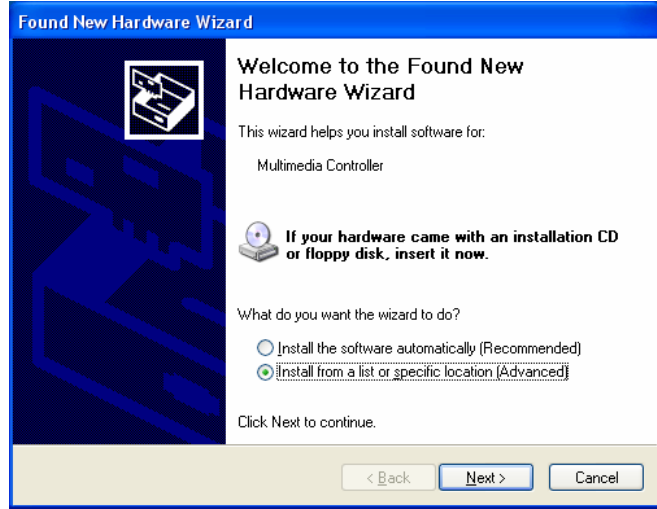 Found New Hardware Wizard
Welcome to the Found New
Hardware Wizard
This wizard helps you install software for:
Multimedia Controller
If your hardware came with an installation CD
or floppy disk, insert it now.
What do you want the wizard to do?
Install the software automatically (Recommended)
Install from a list or specific location (Advanced)
Click Next to continue.
< Back Next > Cancel